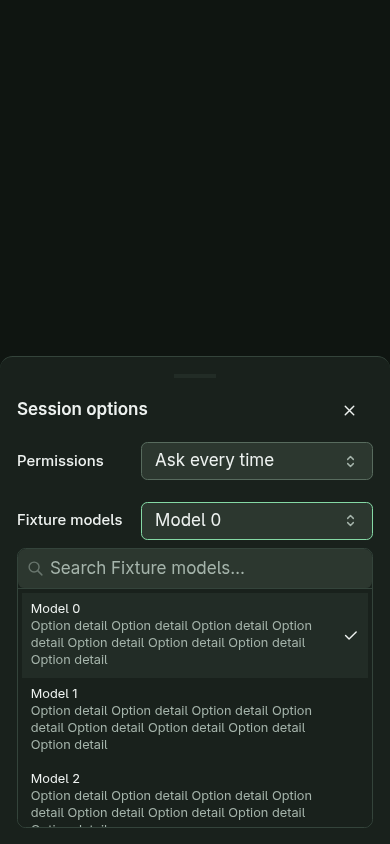 Session options
Permissions
Ask every time
Fixture models
Model 0
Search Fixture models...
Model 0
Option detail Option detail Option detail Option
detail Option detail Option detail Option detail
Option detail
Model 1
Option detail Option detail Option detail Option
detail Option detail Option detail Option detail
Option detail
Model 2
Option detail Option detail Option detail Option
detail Option detail Option detail Option detail